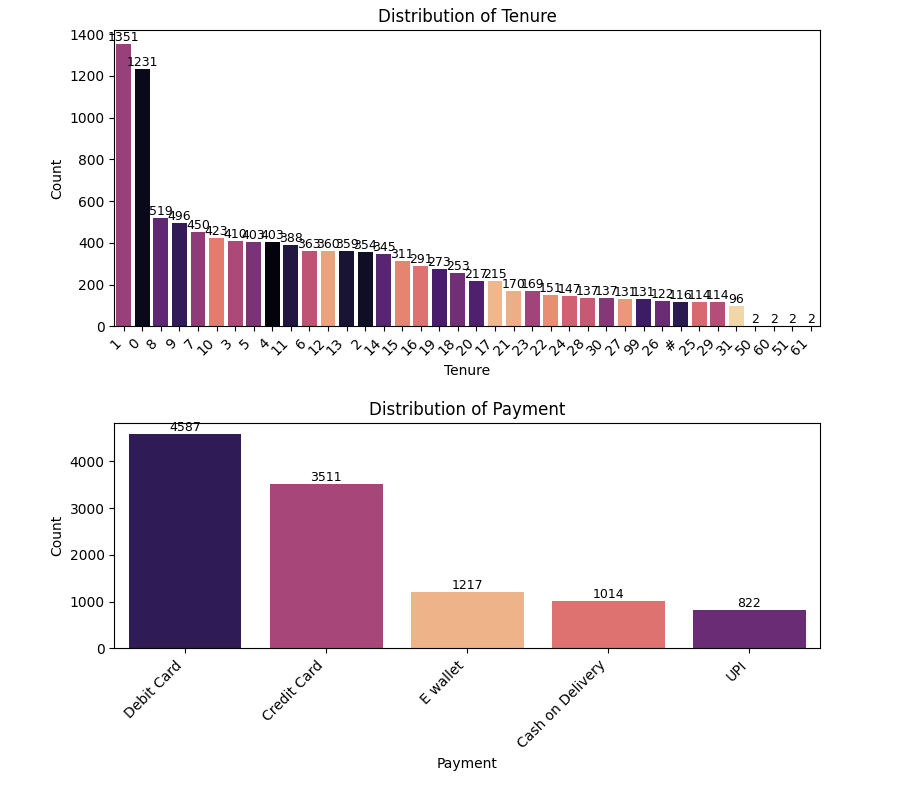 Distribution of Tenure
1400
1200
1000
800
600
400
200
0
Count
1351 1231 519 496 450 423 410 403 403 388 363 360 359 354 345 311 291 273 253 217 215 170 169 151 147 137 137 131 131 122 116 114 114 96 2 2 2 2
1 0 8 9 7 10 3 5 4 11 6 12 13 2 14 15 16 19 18 20 17 21 23 22 24 28 30 27 99 26 # 25 29 31 50 60 51 61
Tenure
Distribution of Payment
4000
3000
2000
1000
0
Count
4587 3511 1217 1014 822
Debit Card Credit Card E wallet Cash on Delivery UPI
Payment